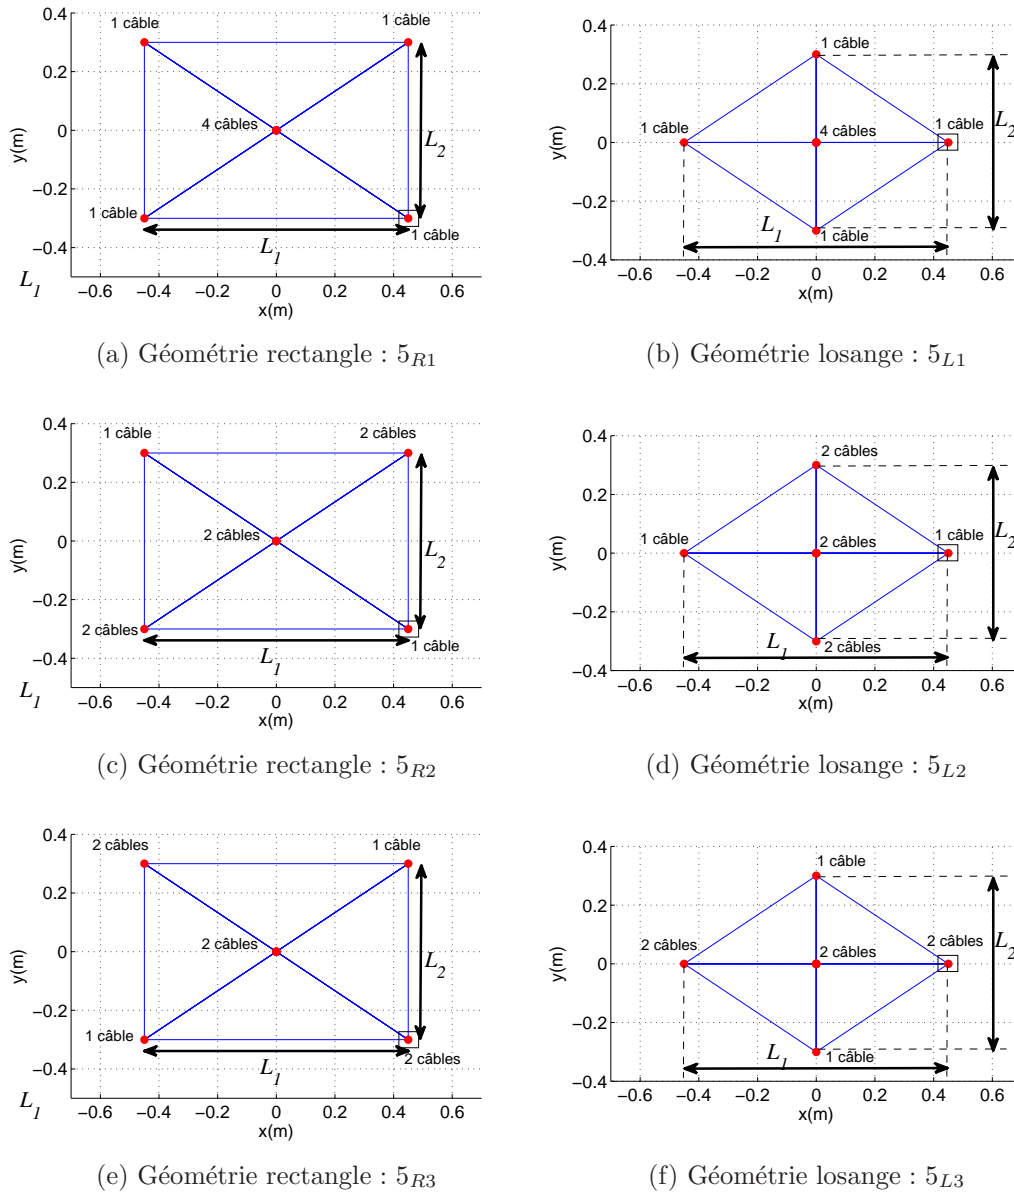 0.4
0.2
0
−0.2
−0.4
y(m)
1 câble
1 câble
4 câbles
1 câble
1 câble
L2
L1
L1
−0.6 −0.4 −0.2 0 0.2 0.4 0.6
x(m)
(a) Géométrie rectangle : 5R1
0.4
0.2
0
−0.2
−0.4
y(m)
1 câble
1 câble
4 câbles
1 câble
1 câble
L2
L1
−0.6 −0.4 −0.2 0 0.2 0.4 0.6
x(m)
(b) Géométrie losange : 5L1
0.4
0.2
0
−0.2
−0.4
y(m)
1 câble
2 câbles
2 câbles
2 câbles
1 câble
L2
L1
L1
−0.6 −0.4 −0.2 0 0.2 0.4 0.6
x(m)
(c) Géométrie rectangle : 5R2
0.4
0.2
0
−0.2
−0.4
y(m)
2 câbles
1 câble
2 câbles
1 câble
2 câbles
L2
L1
−0.6 −0.4 −0.2 0 0.2 0.4 0.6
x(m)
(d) Géométrie losange : 5L2
0.4
0.2
0
−0.2
−0.4
y(m)
2 câbles
1 câble
2 câbles
1 câble
2 câbles
L2
L1
L1
−0.6 −0.4 −0.2 0 0.2 0.4 0.6
x(m)
(e) Géométrie rectangle : 5R3
0.4
0.2
0
−0.2
−0.4
y(m)
1 câble
2 câbles
2 câbles
2 câbles
1 câble
L2
L1
−0.6 −0.4 −0.2 0 0.2 0.4 0.6
x(m)
(f) Géométrie losange : 5L3